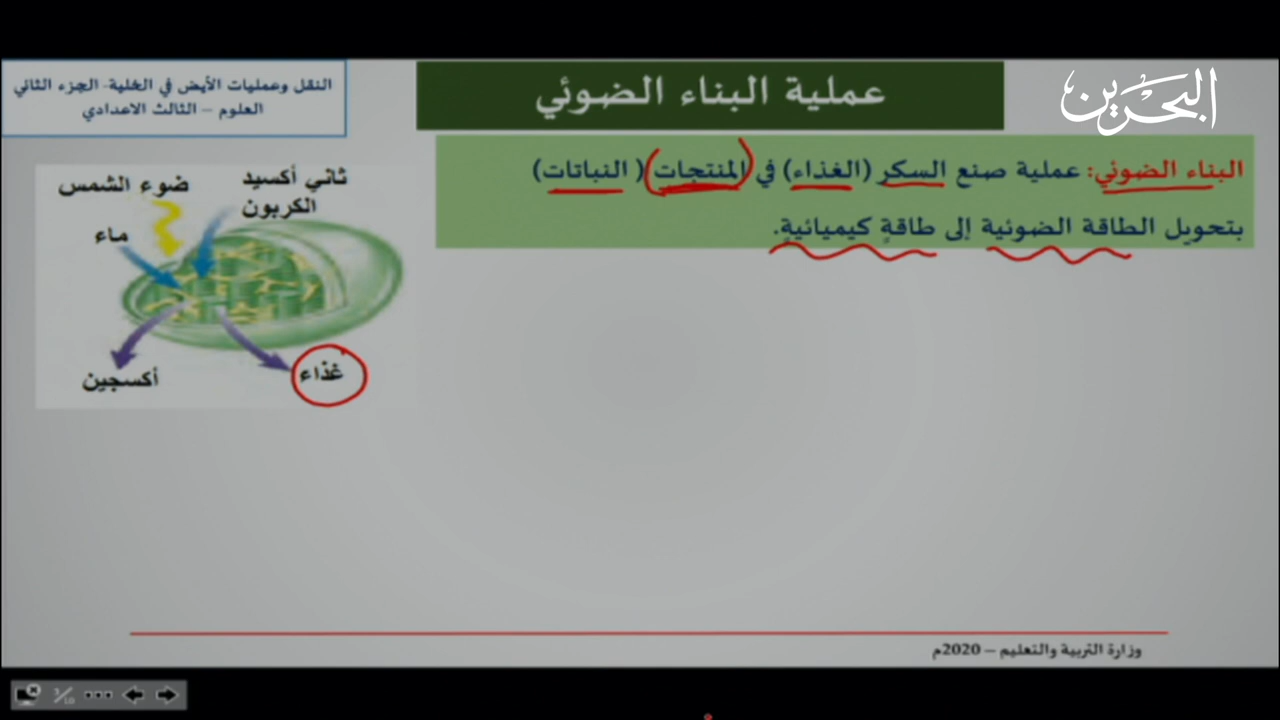 البحرين
عملية البناء الضوئي
النقل وعمليات الأيض في الخلية- الجزء الثاني
العلوم – الثالث الاعدادي
البناء الضوئي: عملية صنع السكر (الغذاء) في المنتجات ( النباتات)
بتحويل الطاقة الضوئية إلى طاقةٍ كيميائيةٍ.
ثاني أكسيد
الكربون
ضوء الشمس
ماء
غذاء
أكسجين
وزارة التربية والتعليم – 2020م
3/10